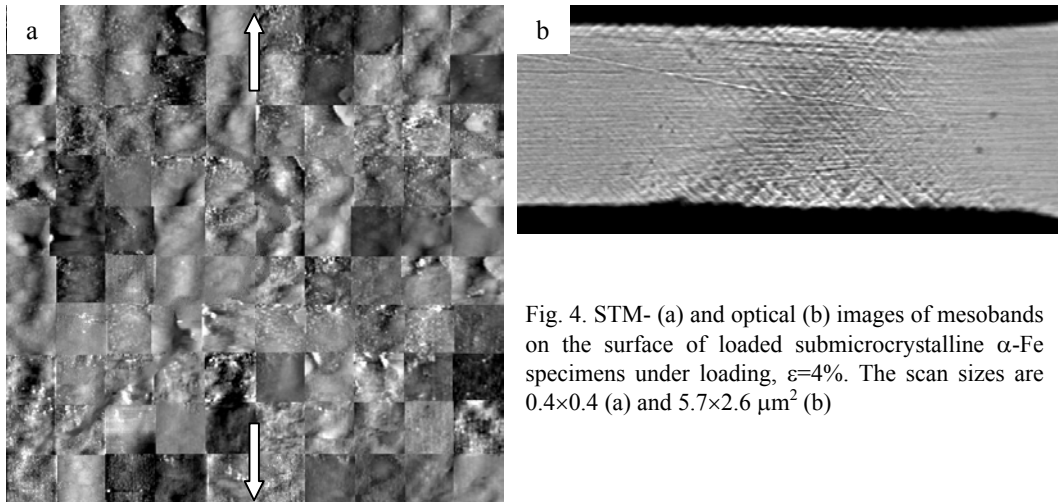 a
b
Fig. 4. STM- (a) and optical (b) images of mesobands
on the surface of loaded submicrocrystalline α-Fe
specimens under loading, ε=4%. The scan sizes are
0.4×0.4 (a) and 5.7×2.6 μm² (b)